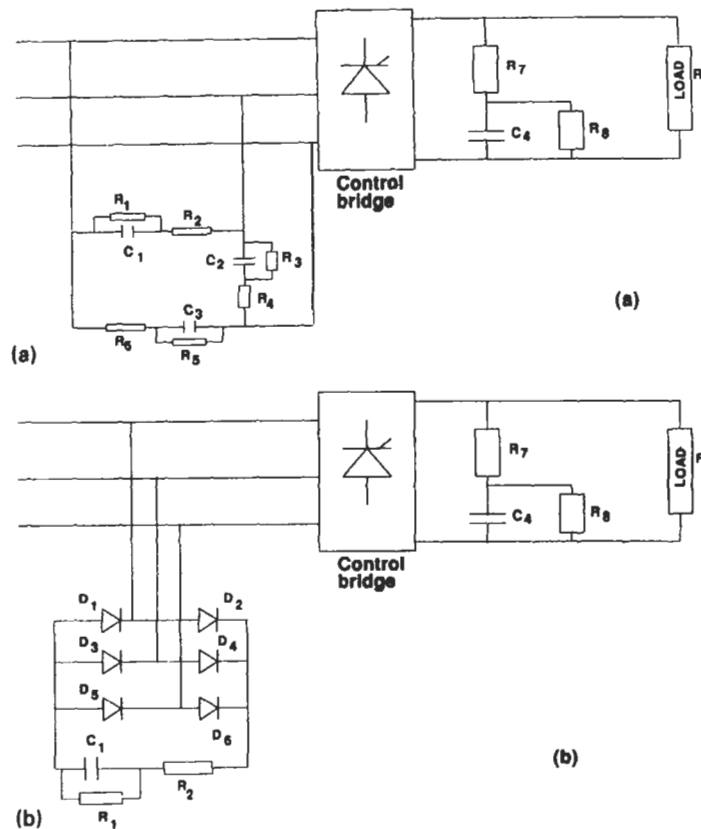 R7
C4
R8
LOAD
R
Control
bridge
R1
R2
C1
C2
R3
R4
C3
R6
R5
(a)
(a)
R7
C4
R8
LOAD
R
Control
bridge
D1
D2
D3
D4
D5
D6
C1
R2
R1
(b)
(b)